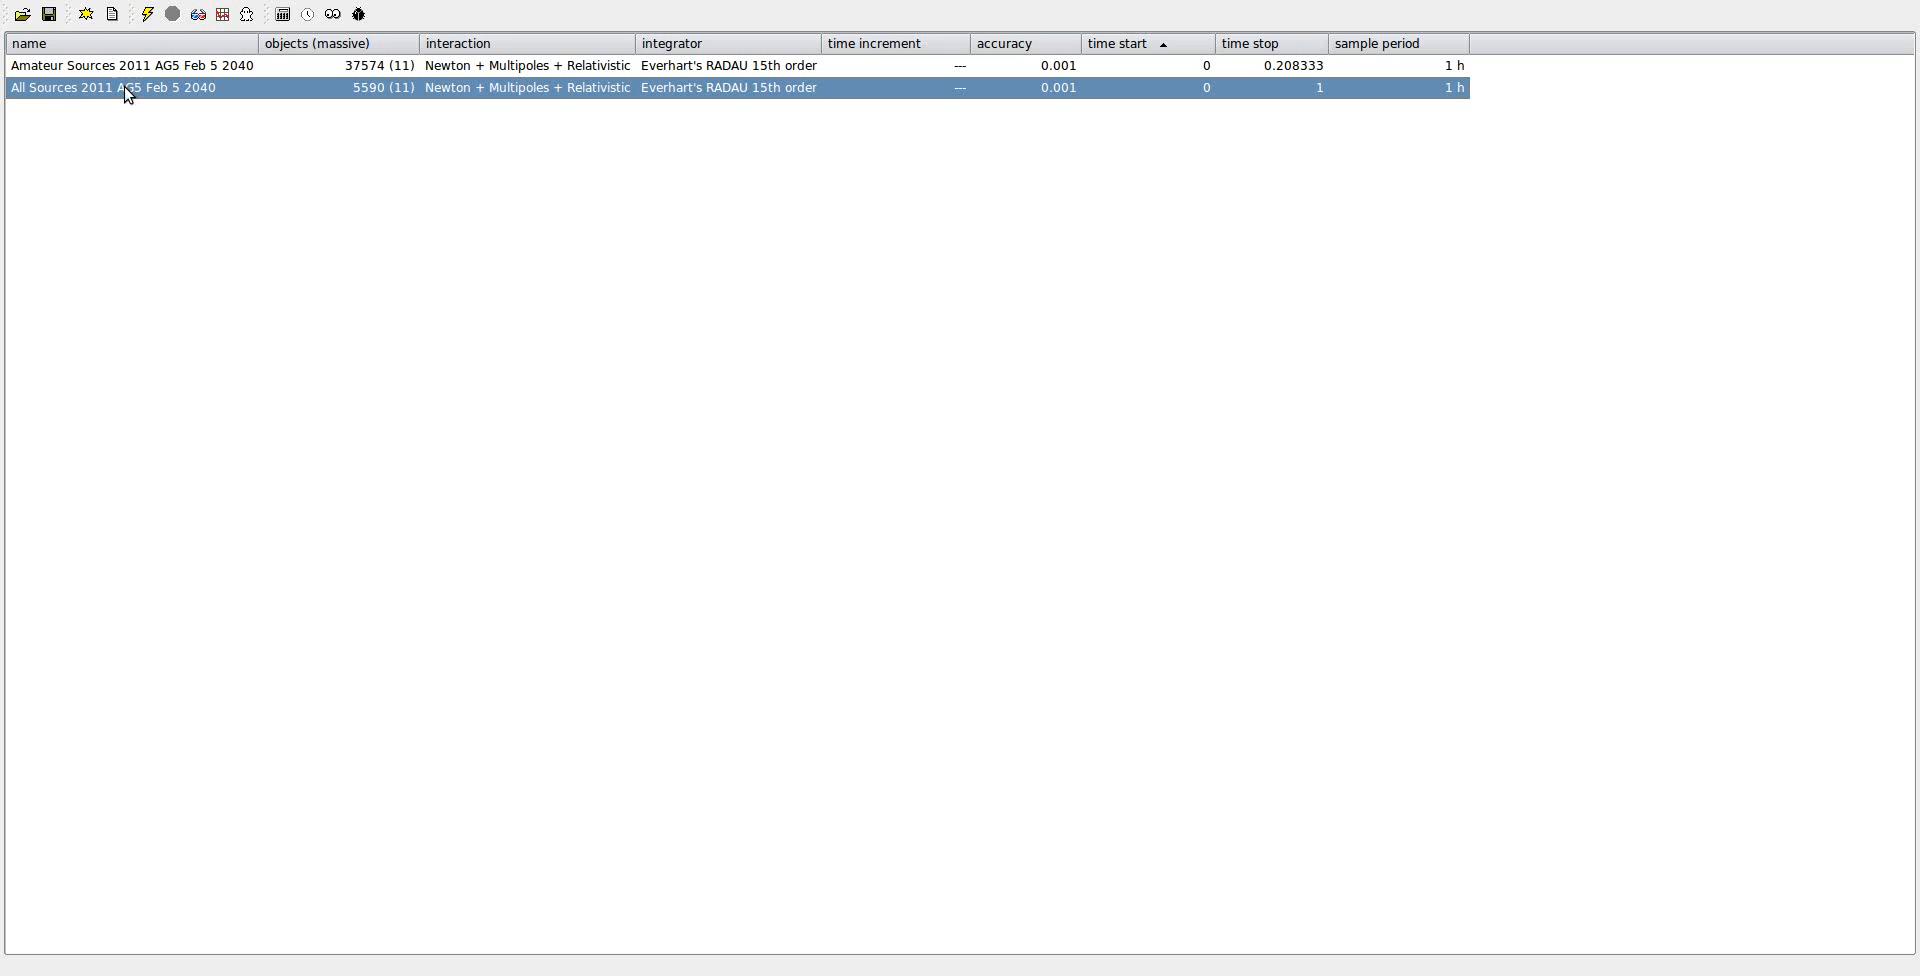 name objects (massive) interaction integrator time increment accuracy time start time stop sample period
Amateur Sources 2011 AG5 Feb 5 2040 37574 (11) Newton + Multipoles + Relativistic Everhart's RADAU 15th order --- 0.001 0 0.208333 1 h
All Sources 2011 AG5 Feb 5 2040 5590 (11) Newton + Multipoles + Relativistic Everhart's RADAU 15th order --- 0.001 0 1 1 h